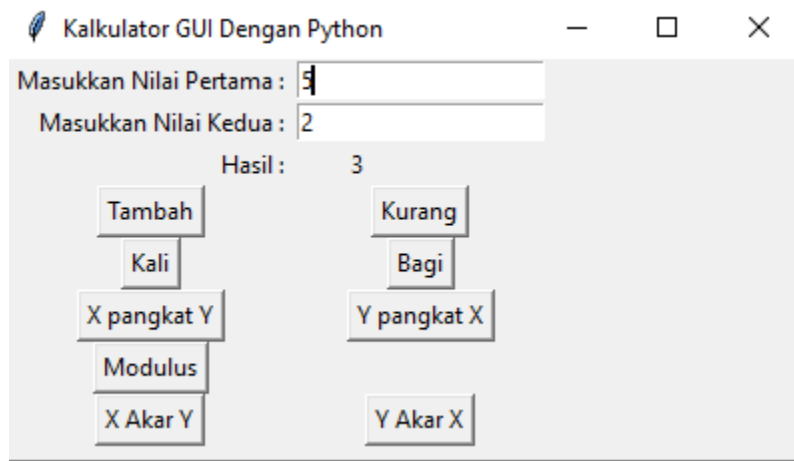 Kalkulator GUI Dengan Python
Masukkan Nilai Pertama : 5
Masukkan Nilai Kedua : 2
Hasil : 3
Tambah Kurang
Kali Bagi
X pangkat Y Y pangkat X
Modulus
X Akar Y Y Akar X